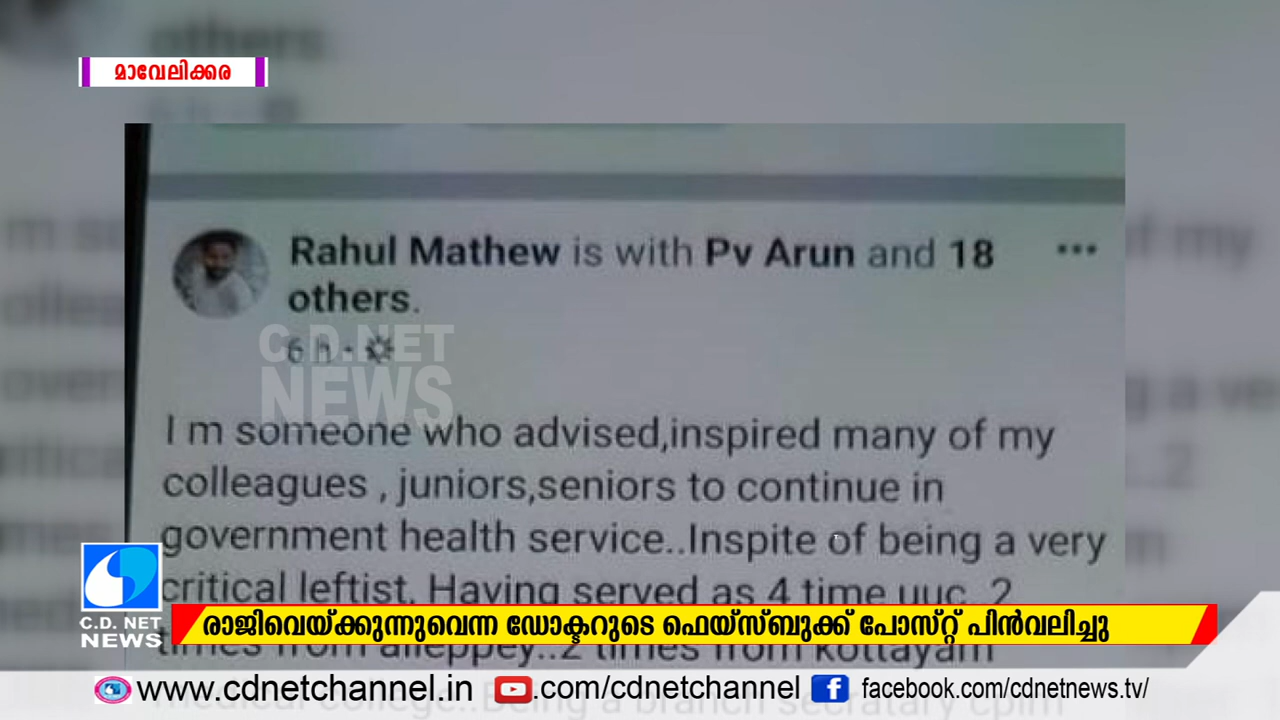 others
മാവേലിക്കര
Rahul Mathew is with Pv Arun and 18 •••
others.
6 h ·
C.D.NET
NEWS
I m someone who advised,inspired many of my
colleagues , juniors,seniors to continue in
government health service..Inspite of being a very
critical leftist. Having served as 4 time uuc, 2
times from alleppey..2 times from kottayam
രാജിവെയ്ക്കുന്നുവെന്ന ഡോക്ടറുടെ ഫെയ്സ്ബുക്ക് പോസ്റ്റ് പിൻവലിച്ചു
C.D. NET
NEWS
www.cdnetchannel.in .com/cdnetchannel facebook.com/cdnetnews.tv/